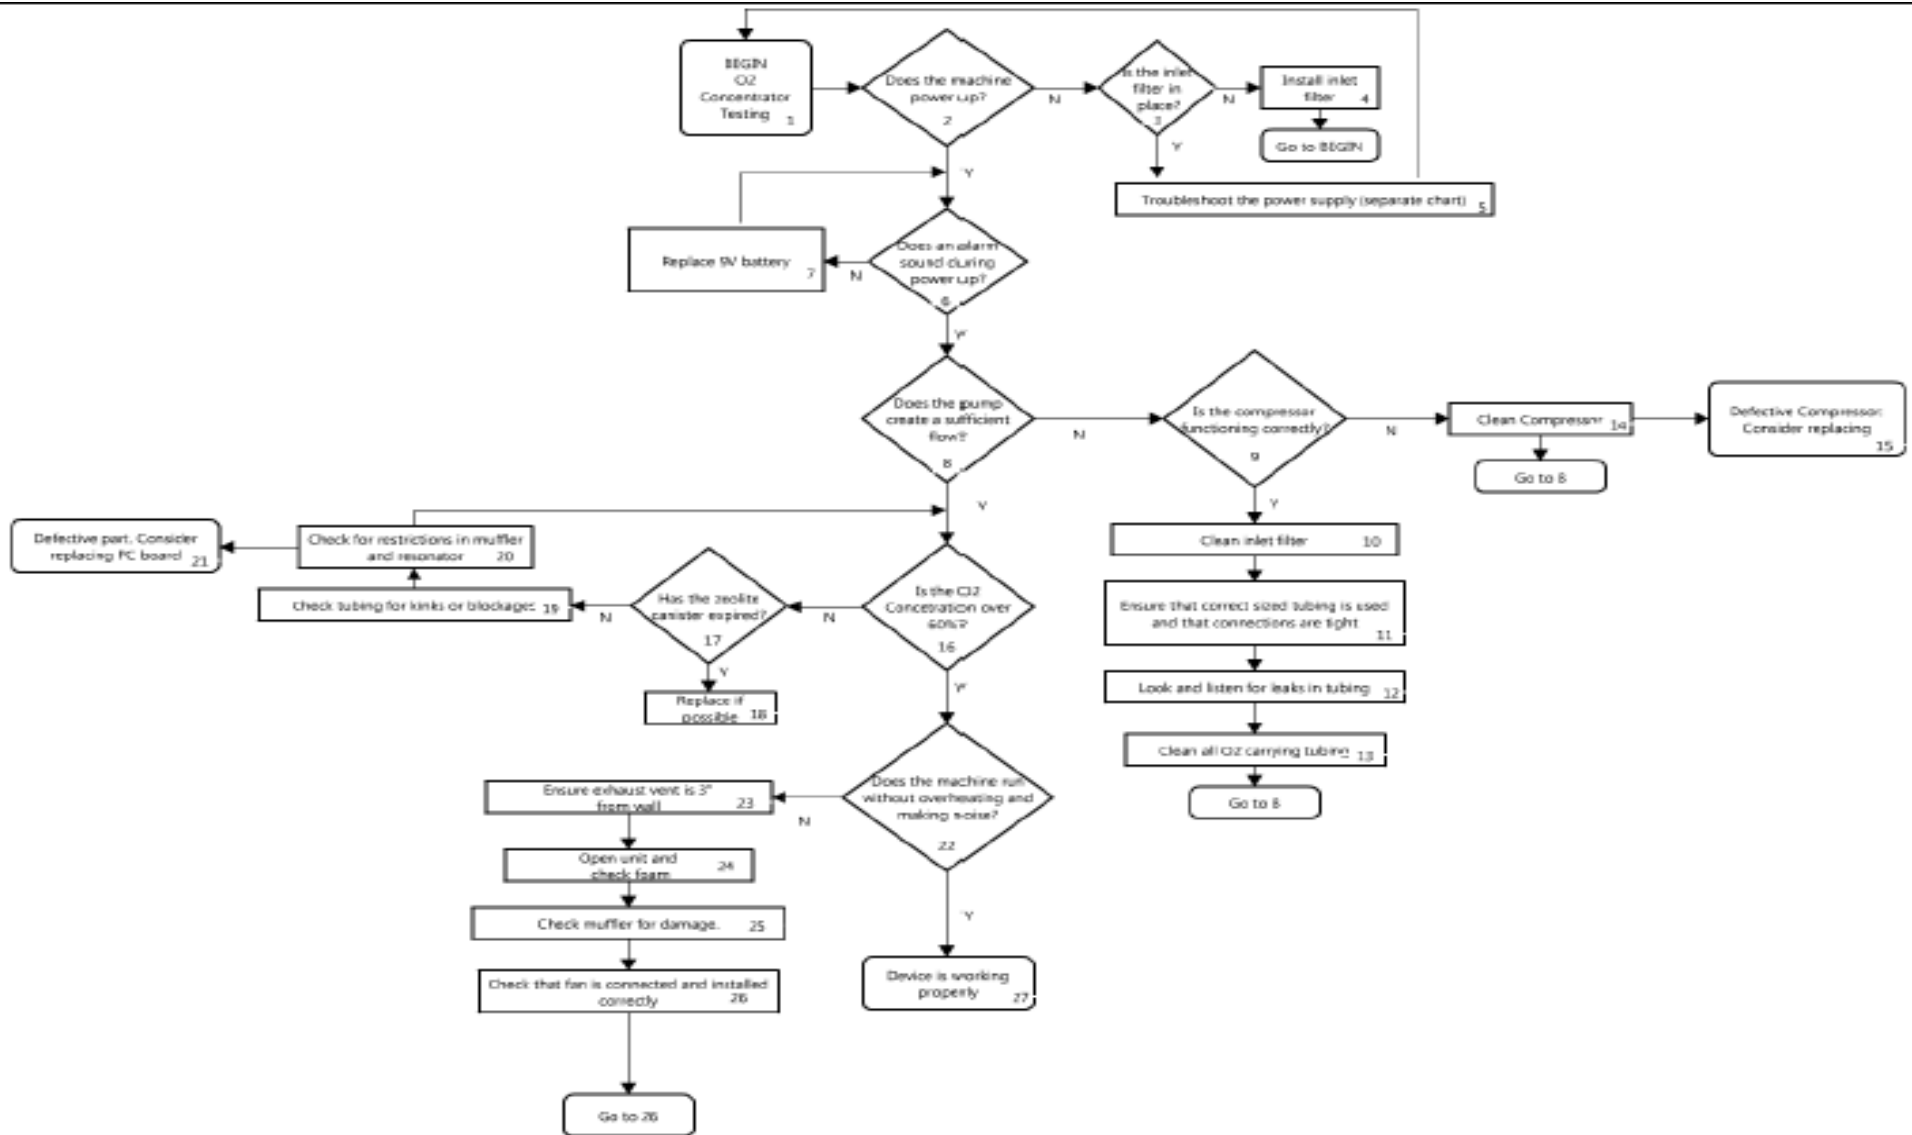 BEGIN
O2
Concentrator
Testing 1
Does the machine
power up?
2
N
Is the inlet
filter in
place?
3
N
Install inlet
filter 4
Go to BEGIN
Y
Troubleshoot the power supply (separate chart) 5
Y
Does an alarm
sound during
power up?
6
N
Replace 9V battery 7
Y
Does the pump
create a sufficient
flow?
8
N
Is the compressor
functioning correctly?
9
N
Clean Compressor 14
Go to 8
Defective Compressor:
Consider replacing
15
Y
Clean inlet filter 10
Ensure that correct sized tubing is used
and that connections are tight
11
Look and listen for leaks in tubing 12
Clean all O2 carrying tubing 13
Go to 8
Y
Is the O2
Concetration over
60%?
16
N
Has the zeolite
canister expired?
17
N
Check tubing for kinks or blockages 19
Check for restrictions in muffler
and resonator 20
Defective part. Consider
replacing PC board 21
Y
Replace if
possible 18
Y
Does the machine run
without overheating and
making noise?
22
N
Ensure exhaust vent is 3"
from wall 23
Open unit and
check foam 24
Check muffler for damage. 25
Check that fan is connected and installed
correctly 26
Go to 26
Y
Device is working
properly 27